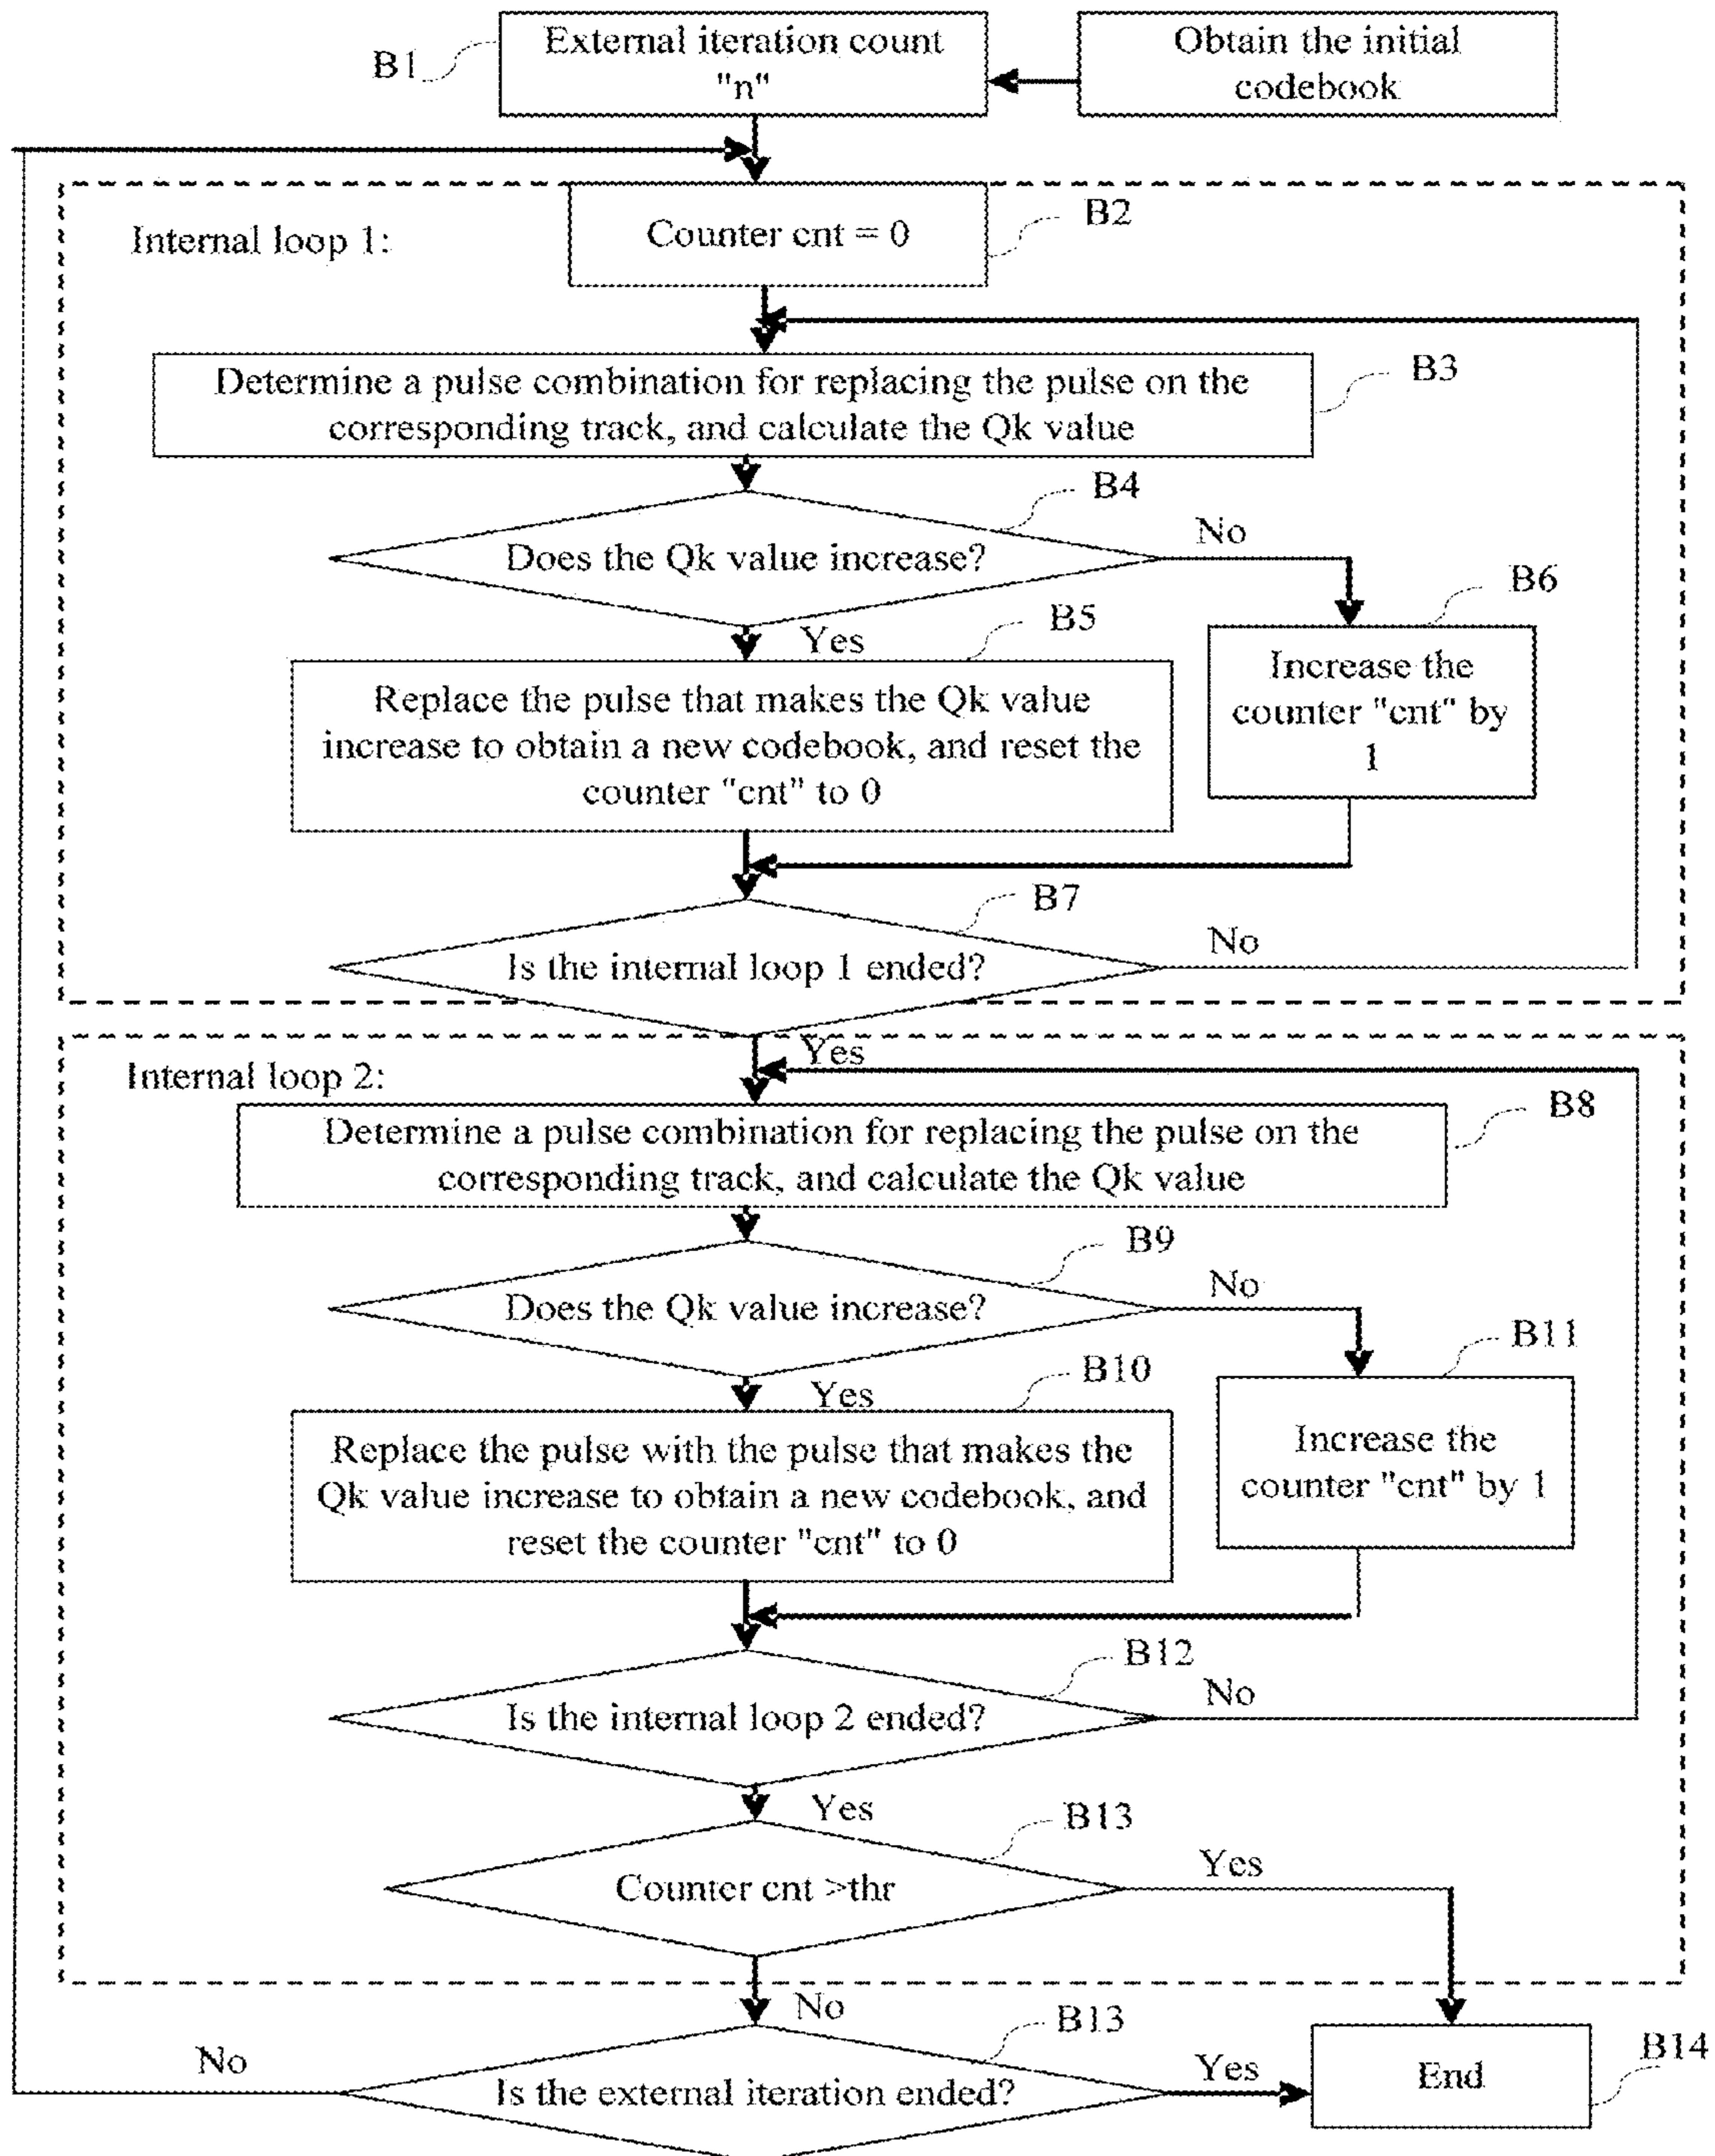 B1
External iteration count
"n"
Obtain the initial
codebook
Internal loop 1:
Counter cnt = 0
B2
Determine a pulse combination for replacing the pulse on the
corresponding track, and calculate the Qk value
B3
B4
Does the Qk value increase?
No
B6
Yes
B5
Replace the pulse that makes the Qk value
increase to obtain a new codebook, and reset the
counter "cnt" to 0
Increase the
counter "cnt" by
1
B7
Is the internal loop 1 ended?
No
Yes
Internal loop 2:
B8
Determine a pulse combination for replacing the pulse on the
corresponding track, and calculate the Qk value
B9
Does the Qk value increase?
No
B11
Yes
B10
Replace the pulse with the pulse that makes the
Qk value increase to obtain a new codebook, and
reset the counter "cnt" to 0
Increase the
counter "cnt" by 1
B12
Is the internal loop 2 ended?
No
Yes
B13
Counter cnt >thr
Yes
No
B13
Is the external iteration ended?
No
Yes
End
B14